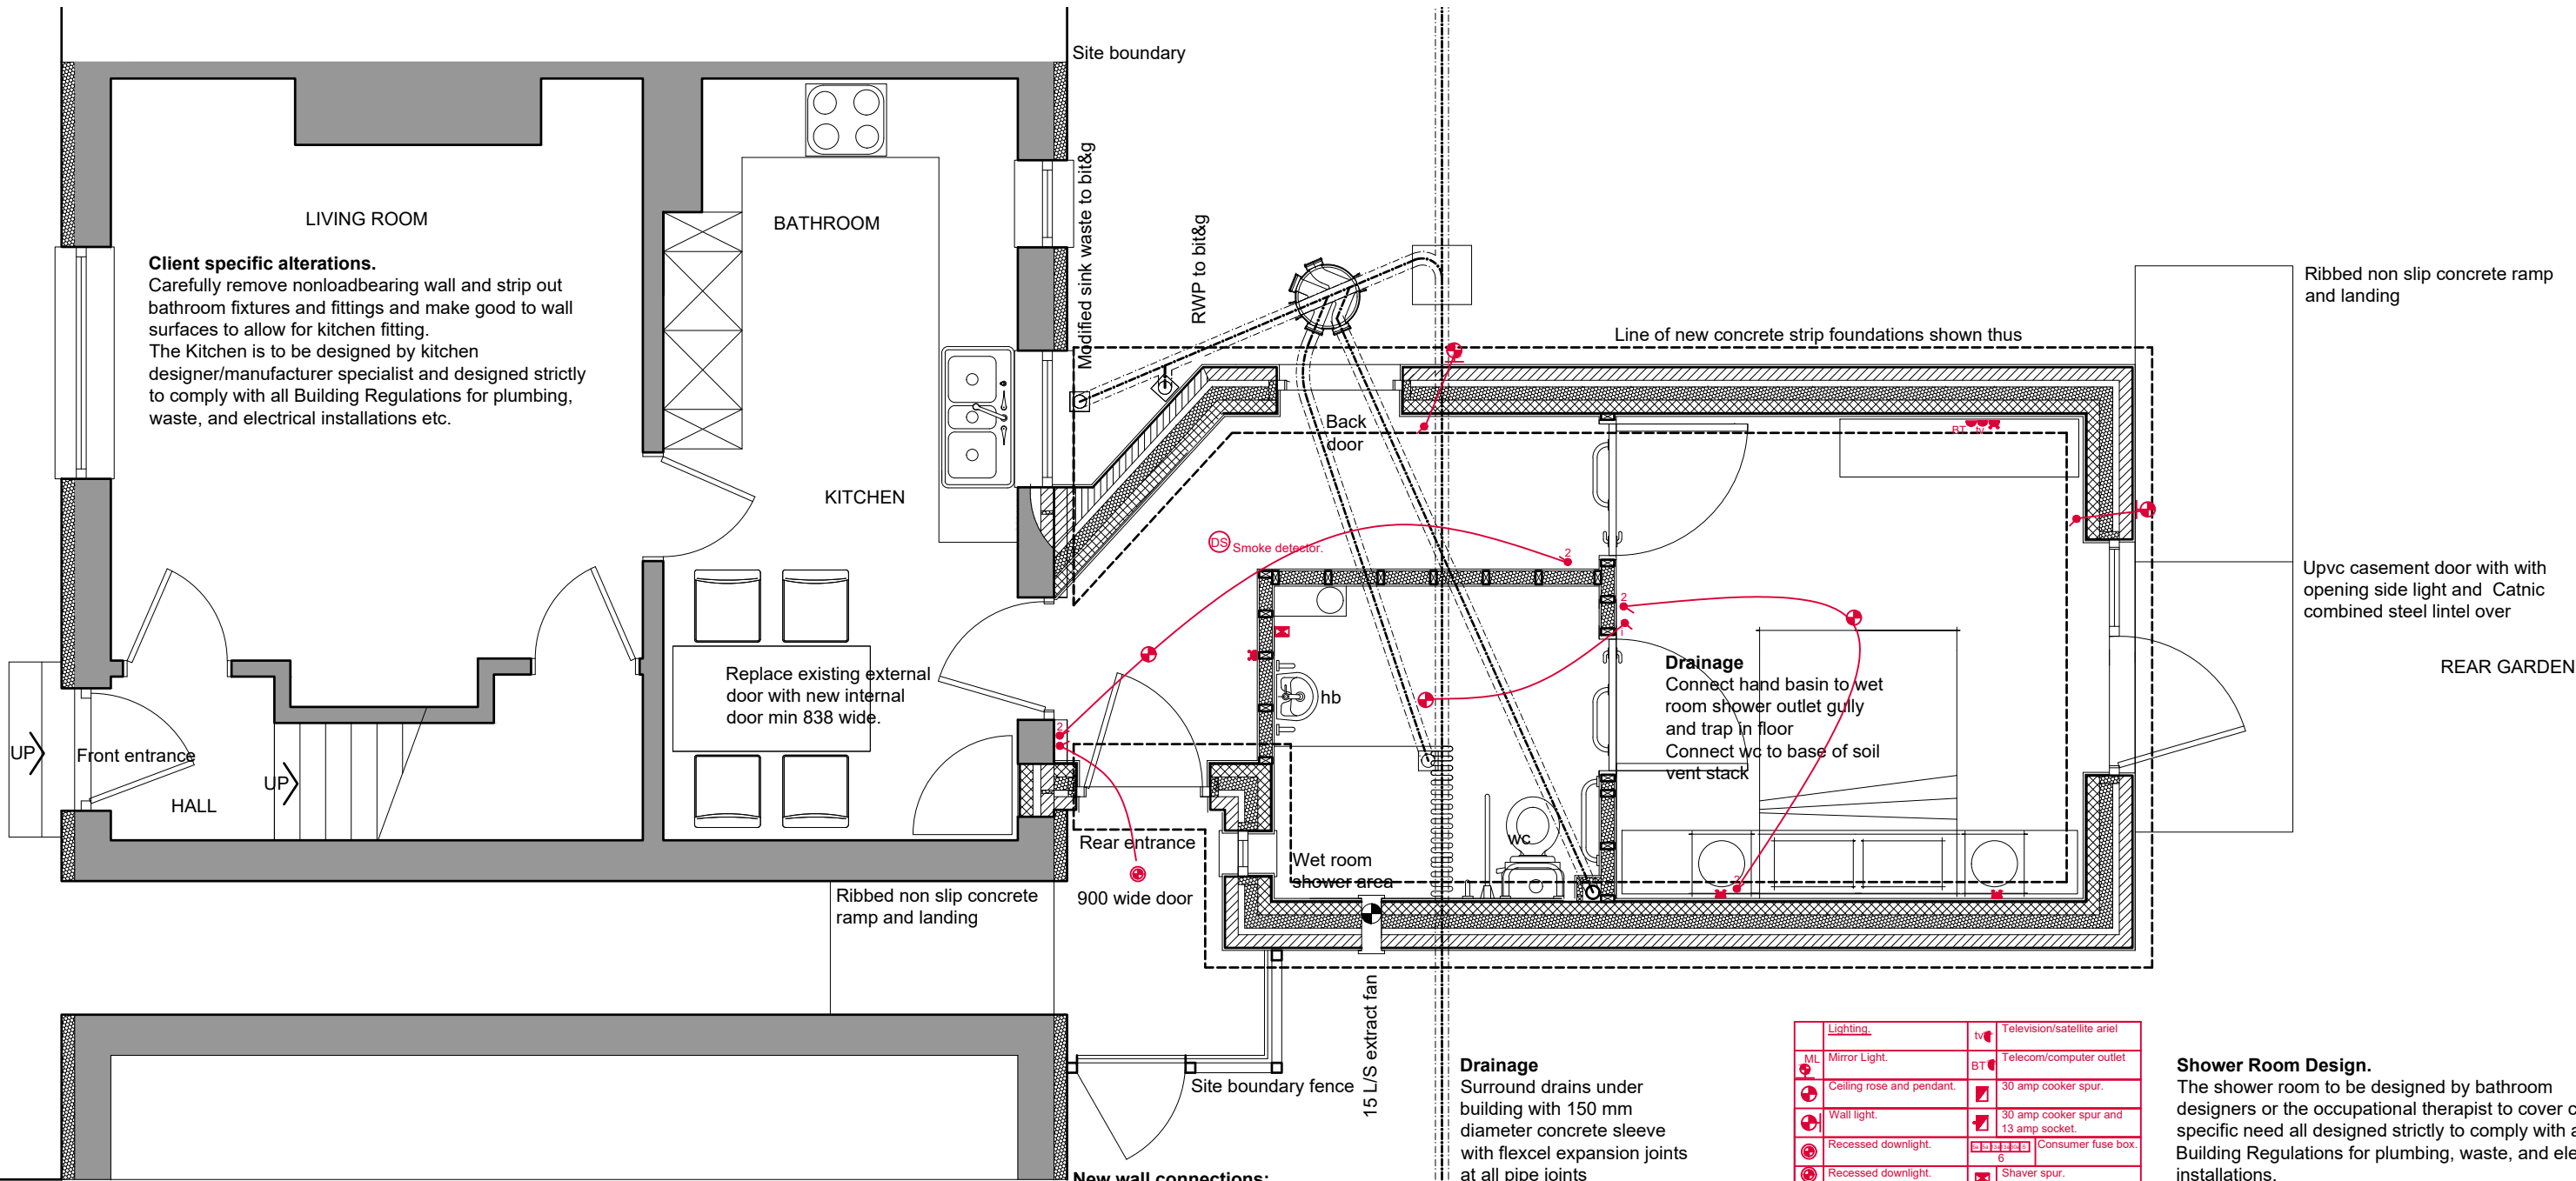 Site boundary
LIVING ROOM
Client specific alterations.
Carefully remove nonloadbearing wall and strip out
bathroom fixtures and fittings and make good to wall
surfaces to allow for kitchen fitting.
The Kitchen is to be designed by kitchen
designer/manufacturer specialist and designed strictly
to comply with all Building Regulations for plumbing,
waste, and electrical installations etc.
BATHROOM
KITCHEN
Modified sink waste to bit&g
RWP to bit&g
Line of new concrete strip foundations shown thus
Ribbed non slip concrete ramp
and landing
Back
door
BT
tv
DS Smoke detector.
2
2
2
Upvc casement door with with
opening side light and Catnic
combined steel lintel over
REAR GARDEN
Replace existing external
door with new internal
door min 838 wide.
hb
Drainage
Connect hand basin to wet
room shower outlet gully
and trap in floor
Connect wc to base of soil
vent stack
UP
Front entrance
UP
HALL
wc
Rear entrance
900 wide door
Wet room
shower area
2
Ribbed non slip concrete
ramp and landing
15 L/S extract fan
Site boundary fence
Drainage
Surround drains under
building with 150 mm
diameter concrete sleeve
with flexcel expansion joints
at all pipe joints
New wall connections:
Lighting.
tv Television/satellite ariel
ML Mirror Light.
BT Telecom/computer outlet
Ceiling rose and pendant.
30 amp cooker spur.
Wall light.
30 amp cooker spur and
13 amp socket.
Recessed downlight.
6
Consumer fuse box.
Recessed downlight.
Shaver spur.
Shower Room Design.
The shower room to be designed by bathroom
designers or the occupational therapist to cover c
specific need all designed strictly to comply with a
Building Regulations for plumbing, waste, and ele
installations.